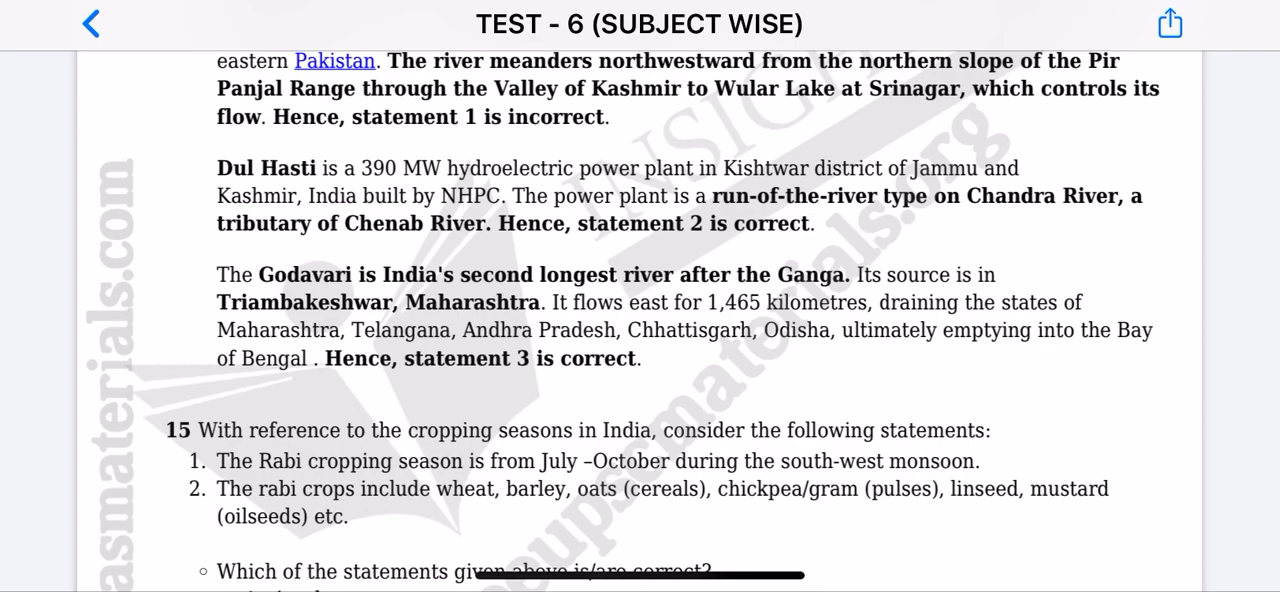 TEST - 6 (SUBJECT WISE)
eastern Pakistan. The river meanders northwestward from the northern slope of the Pir
Panjal Range through the Valley of Kashmir to Wular Lake at Srinagar, which controls its
flow. Hence, statement 1 is incorrect.
Dul Hasti is a 390 MW hydroelectric power plant in Kishtwar district of Jammu and
Kashmir, India built by NHPC. The power plant is a run-of-the-river type on Chandra River, a
tributary of Chenab River. Hence, statement 2 is correct.
The Godavari is India's second longest river after the Ganga. Its source is in
Triambakeshwar, Maharashtra. It flows east for 1,465 kilometres, draining the states of
Maharashtra, Telangana, Andhra Pradesh, Chhattisgarh, Odisha, ultimately emptying into the Bay
of Bengal . Hence, statement 3 is correct.
15 With reference to the cropping seasons in India, consider the following statements:
1. The Rabi cropping season is from July –October during the south-west monsoon.
2. The rabi crops include wheat, barley, oats (cereals), chickpea/gram (pulses), linseed, mustard
(oilseeds) etc.
Which of the statements given above is/are correct?
asmaterials.com
INSIGH
oupscmaterials.org